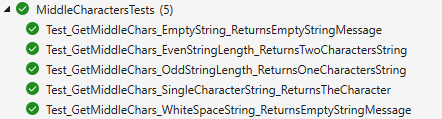 MiddleCharactersTests (5)
Test_GetMiddleChars_EmptyString_ReturnsEmptyStringMessage
Test_GetMiddleChars_EvenStringLength_ReturnsTwoCharactersString
Test_GetMiddleChars_OddStringLength_ReturnsOneCharactersString
Test_GetMiddleChars_SingleCharacterString_ReturnsTheCharacter
Test_GetMiddleChars_WhiteSpaceString_ReturnsEmptyStringMessage